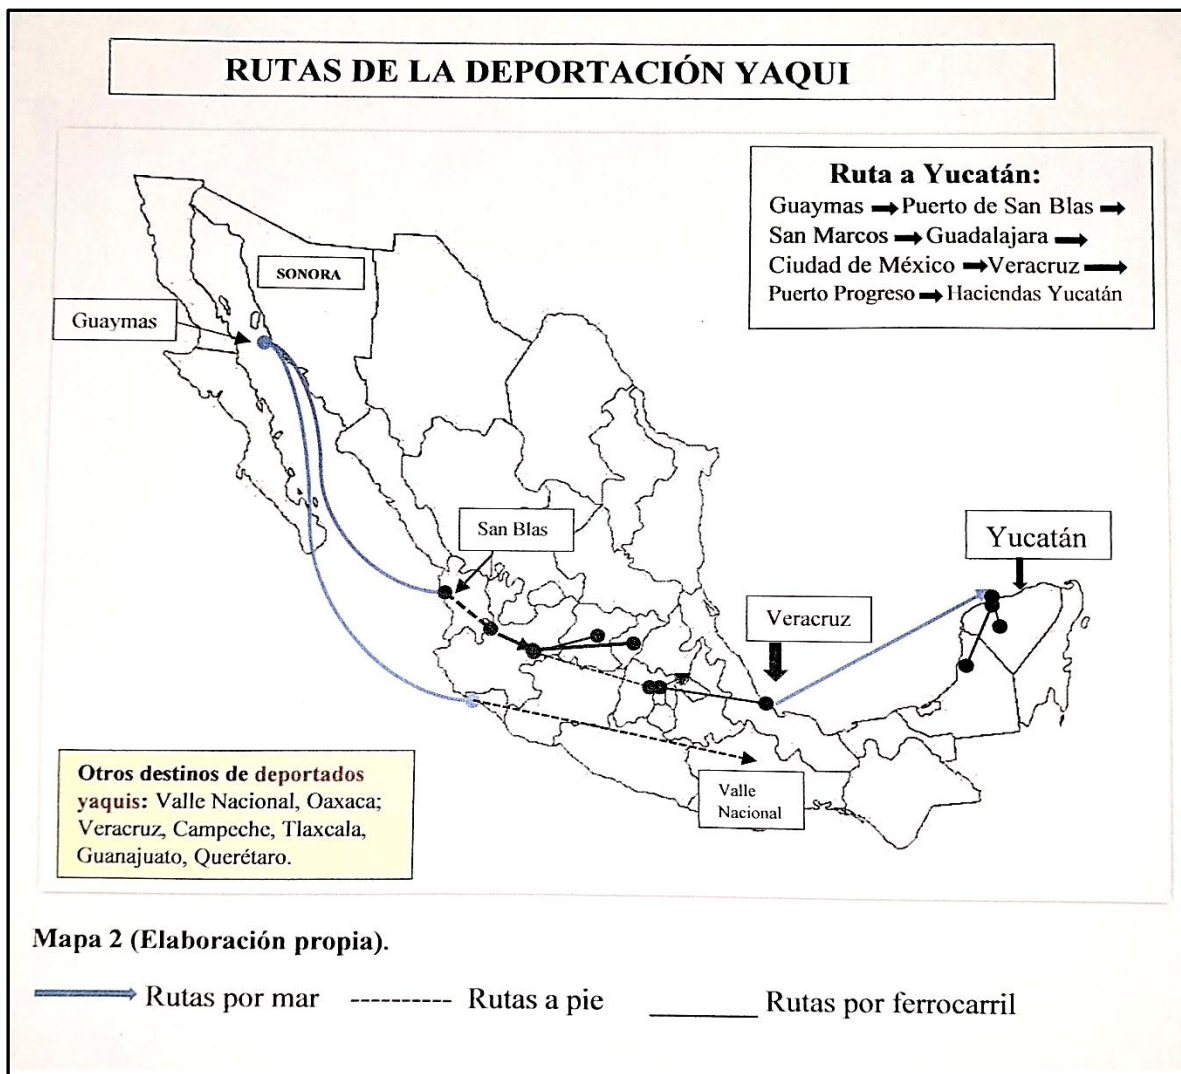 RUTAS DE LA DEPORTACIÓN YAQUI
Ruta a Yucatán:
Guaymas → Puerto de San Blas →
San Marcos → Guadalajara →
Ciudad de México → Veracruz →
Puerto Progreso → Haciendas Yucatán
SONORA
Guaymas
San Blas
Yucatán
Veracruz
Valle
Nacional
Otros destinos de deportados
yaquis: Valle Nacional, Oaxaca;
Veracruz, Campeche, Tlaxcala,
Guanajuato, Querétaro.
Mapa 2 (Elaboración propia).
Rutas por mar
Rutas a pie
Rutas por ferrocarril